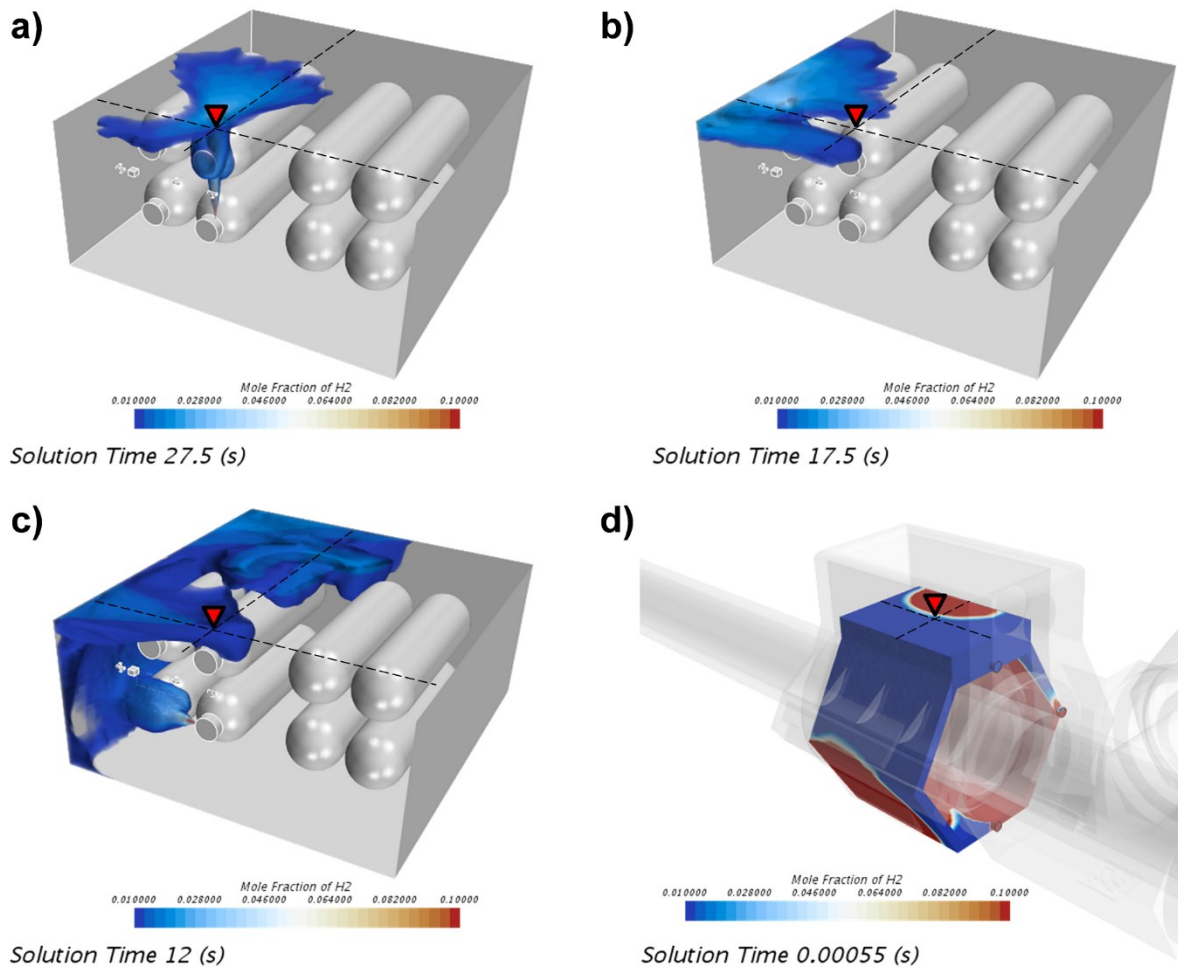 a)
b)
Mole Fraction of H2
0.010000 0.028000 0.046000 0.064000 0.082000 0.10000
Solution Time 27.5 (s)
Mole Fraction of H2
0.010000 0.028000 0.046000 0.064000 0.082000 0.10000
Solution Time 17.5 (s)
c)
d)
Mole Fraction of H2
0.010000 0.028000 0.046000 0.064000 0.082000 0.10000
Solution Time 12 (s)
Mole Fraction of H2
0.010000 0.028000 0.046000 0.064000 0.082000 0.10000
Solution Time 0.00055 (s)